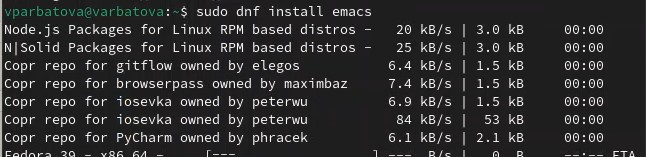 vparbatova@varbatova:~$ sudo dnf install emacs
Node.js Packages for Linux RPM based distros -   20 kB/s | 3.0 kB     00:00
N|Solid Packages for Linux RPM based distros -   25 kB/s | 3.0 kB     00:00
Copr repo for gitflow owned by elegos           6.4 kB/s | 1.5 kB     00:00
Copr repo for browserpass owned by maximbaz     7.4 kB/s | 1.5 kB     00:00
Copr repo for iosevka owned by peterwu          6.9 kB/s | 1.5 kB     00:00
Copr repo for iosevka owned by peterwu           84 kB/s |  53 kB     00:00
Copr repo for PyCharm owned by phracek          6.1 kB/s | 2.1 kB     00:00
Fedora 39 - x86_64 -     [---                  ] ---  B/s |   0  B     --:-- ETA